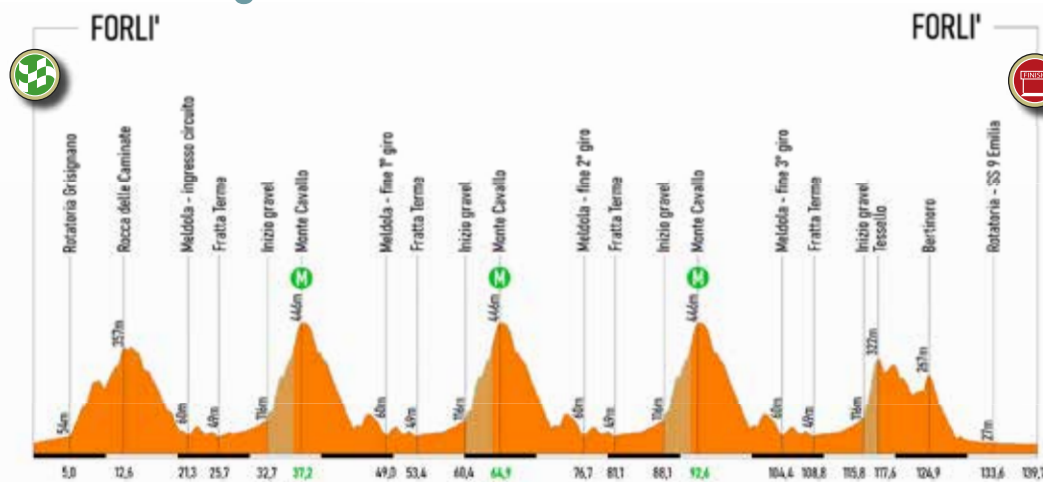 FORLI'
FORLI'
FINISH
Rotatoria Grisignano
Rocca delle Caminate
Meldola - ingresso circuito
Fratta Terme
Inizio gravel
Monte Cavallo
Meldola - fine 1° giro
Fratta Terme
Inizio gravel
Monte Cavallo
Meldola - fine 2° giro
Fratta Terme
Inizio gravel
Monte Cavallo
Meldola - fine 3° giro
Fratta Terme
Inizio gravel
Tessello
Bertinoro
Rotatoria - SS 9 Emilia
M
M
M
54m
357m
60m
49m
116m
446m
60m
49m
116m
446m
60m
49m
116m
446m
60m
49m
116m
322m
267m
27m
5,0 12,6 21,3 25,7 32,7 37,2 49,0 53,4 60,4 64,9 76,7 81,1 88,1 92,6 104,4 108,8 115,8 117,6 124,9 133,6